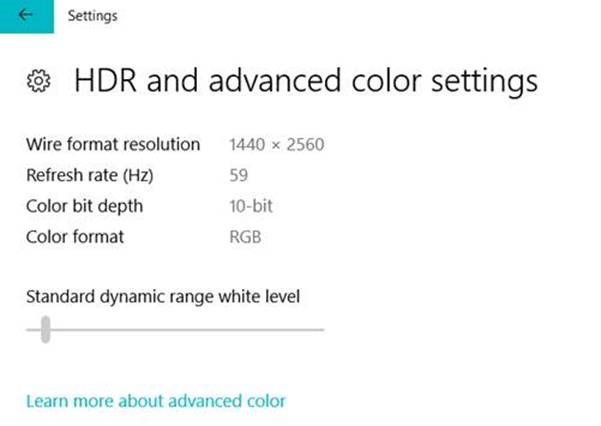 Settings
HDR and advanced color settings
Wire format resolution 1440 × 2560
Refresh rate (Hz) 59
Color bit depth 10-bit
Color format RGB
Standard dynamic range white level
Learn more about advanced color